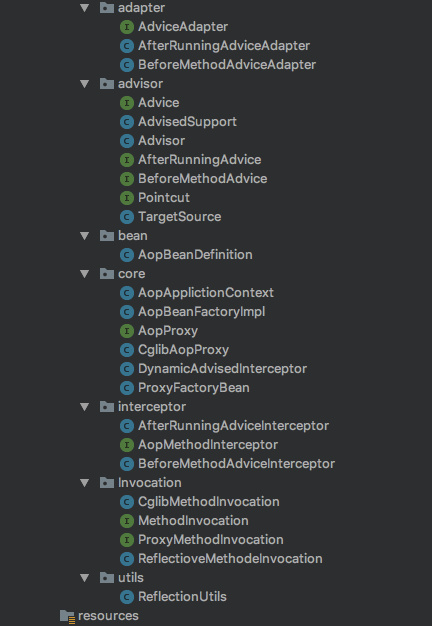 adapter
AdviceAdapter
AfterRunningAdviceAdapter
BeforeMethodAdviceAdapter
advisor
Advice
AdvisedSupport
Advisor
AfterRunningAdvice
BeforeMethodAdvice
Pointcut
TargetSource
bean
AopBeanDefinition
core
AopApplictionContext
AopBeanFactoryImpl
AopProxy
CglibAopProxy
DynamicAdvisedInterceptor
ProxyFactoryBean
interceptor
AfterRunningAdviceInterceptor
AopMethodInterceptor
BeforeMethodAdviceInterceptor
Invocation
CglibMethodInvocation
MethodInvocation
ProxyMethodInvocation
ReflectioveMethodeInvocation
utils
ReflectionUtils
resources